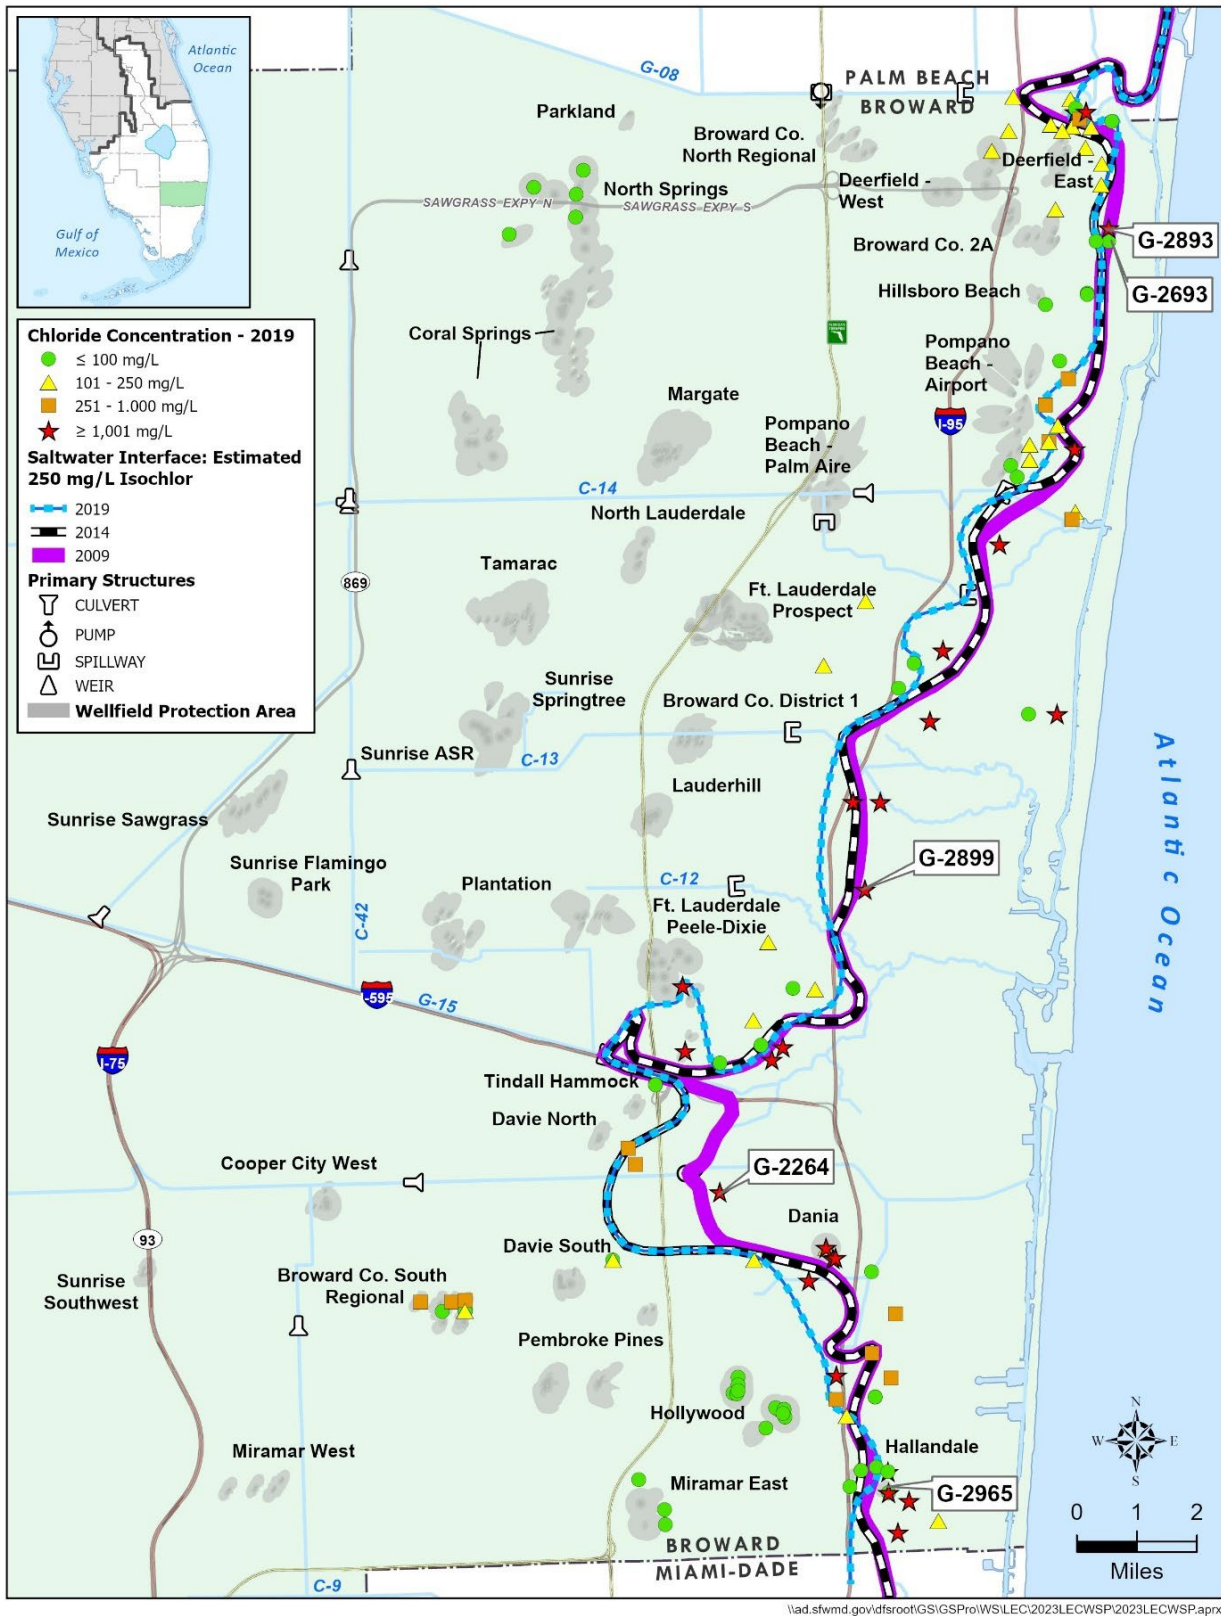 Atlantic
Ocean
Gulf of
Mexico
G-08
PALM BEACH
BROWARD
Parkland
Broward Co.
North Regional
Deerfield -
East
North Springs
Deerfield -
West
SAWGRASS EXPY N
SAWGRASS EXPY S
G-2893
Broward Co. 2A
Hillsboro Beach
G-2693
Chloride Concentration - 2019
≤ 100 mg/L
101 - 250 mg/L
251 - 1.000 mg/L
≥ 1,001 mg/L
Saltwater Interface: Estimated
250 mg/L Isochlor
2019
2014
2009
Primary Structures
CULVERT
PUMP
SPILLWAY
WEIR
Wellfield Protection Area
Coral Springs
Pompano
Beach -
Airport
Margate
I-95
Pompano
Beach -
Palm Aire
C-14
North Lauderdale
Tamarac
869
Ft. Lauderdale
Prospect
Sunrise
Springtree
Broward Co. District 1
Sunrise ASR
C-13
Atlantic Ocean
Lauderhill
Sunrise Sawgrass
Sunrise Flamingo
Park
Plantation
C-12
G-2899
C-42
Ft. Lauderdale
Peele-Dixie
I-595
G-15
I-75
Tindall Hammock
Davie North
Cooper City West
G-2264
Dania
93
Davie South
Sunrise
Southwest
Broward Co. South
Regional
Pembroke Pines
Hollywood
Miramar West
Hallandale
Miramar East
G-2965
N
W
E
S
0 1 2
Miles
BROWARD
MIAMI-DADE
C-9
\\ad.sfwmd.gov\dfsroot\GS\GSPro\WS\LEC\2023LECWSP\2023LECWSP.aprx